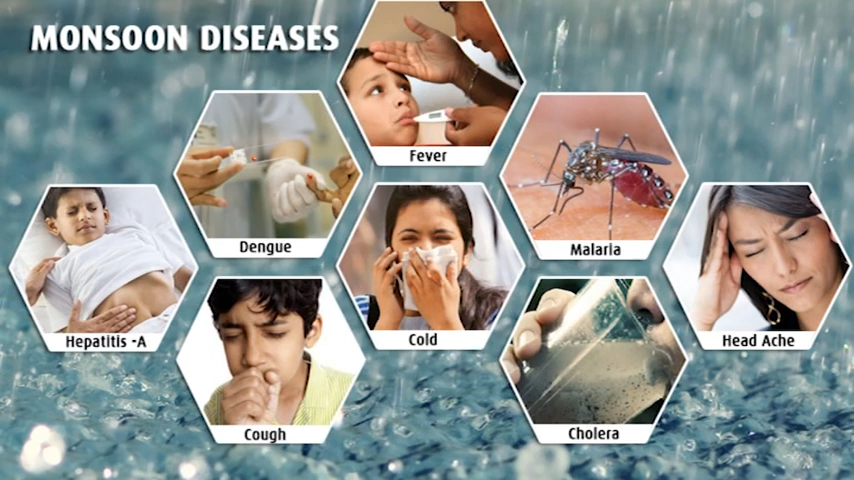 MONSOON DISEASES
Fever
Dengue
Malaria
Hepatitis -A
Cold
Head Ache
Cough
Cholera